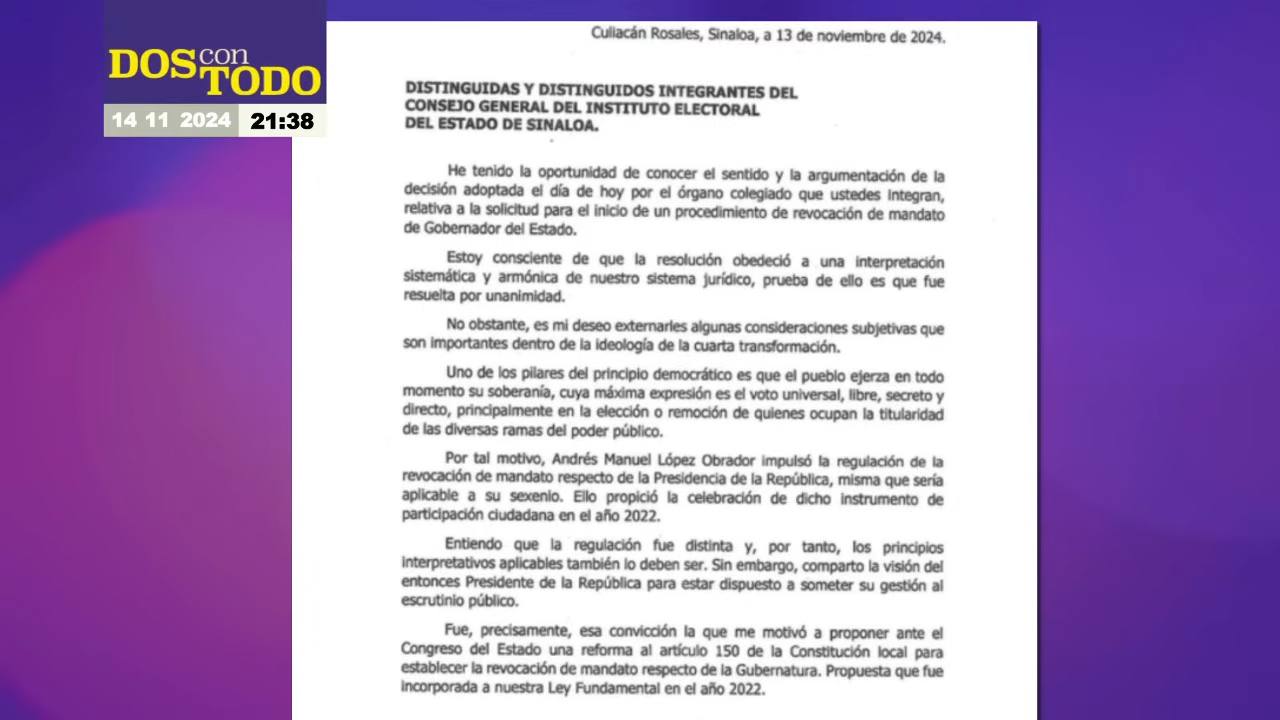 DOS con
TODO
14 11 2024 21:38
Culiacán Rosales, Sinaloa, a 13 de noviembre de 2024.
DISTINGUIDAS Y DISTINGUIDOS INTEGRANTES DEL
CONSEJO GENERAL DEL INSTITUTO ELECTORAL
DEL ESTADO DE SINALOA.
He tenido la oportunidad de conocer el sentido y la argumentación de la
decisión adoptada el día de hoy por el órgano colegiado que ustedes integran,
relativa a la solicitud para el inicio de un procedimiento de revocación de mandato
de Gobernador del Estado.
Estoy consciente de que la resolución obedeció a una interpretación
sistemática y armónica de nuestro sistema jurídico, prueba de ello es que fue
resuelta por unanimidad.
No obstante, es mi deseo externarles algunas consideraciones subjetivas que
son importantes dentro de la ideología de la cuarta transformación.
Uno de los pilares del principio democrático es que el pueblo ejerza en todo
momento su soberanía, cuya máxima expresión es el voto universal, libre, secreto y
directo, principalmente en la elección o remoción de quienes ocupan la titularidad
de las diversas ramas del poder público.
Por tal motivo, Andrés Manuel López Obrador impulsó la regulación de la
revocación de mandato respecto de la Presidencia de la República, misma que sería
aplicable a su sexenio. Ello propició la celebración de dicho instrumento de
participación ciudadana en el año 2022.
Entiendo que la regulación fue distinta y, por tanto, los principios
interpretativos aplicables también lo deben ser. Sin embargo, comparto la visión del
entonces Presidente de la República para estar dispuesto a someter su gestión al
escrutinio público.
Fue, precisamente, esa convicción la que me motivó a proponer ante el
Congreso del Estado una reforma al artículo 150 de la Constitución local para
establecer la revocación de mandato respecto de la Gubernatura. Propuesta que fue
incorporada a nuestra Ley Fundamental en el año 2022.